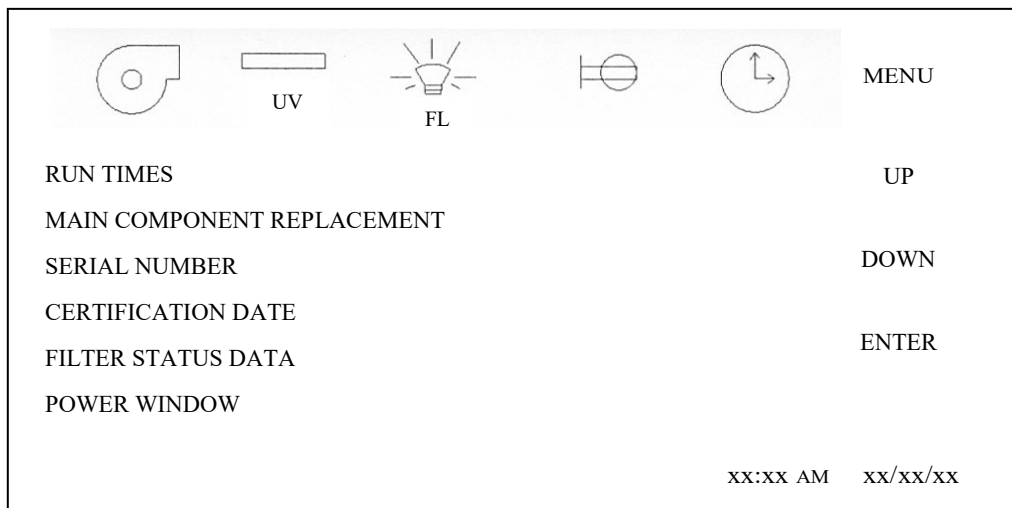 UV
FL
MENU
RUN TIMES
UP
MAIN COMPONENT REPLACEMENT
SERIAL NUMBER
DOWN
CERTIFICATION DATE
FILTER STATUS DATA
ENTER
POWER WINDOW
xx:xx AM xx/xx/xx